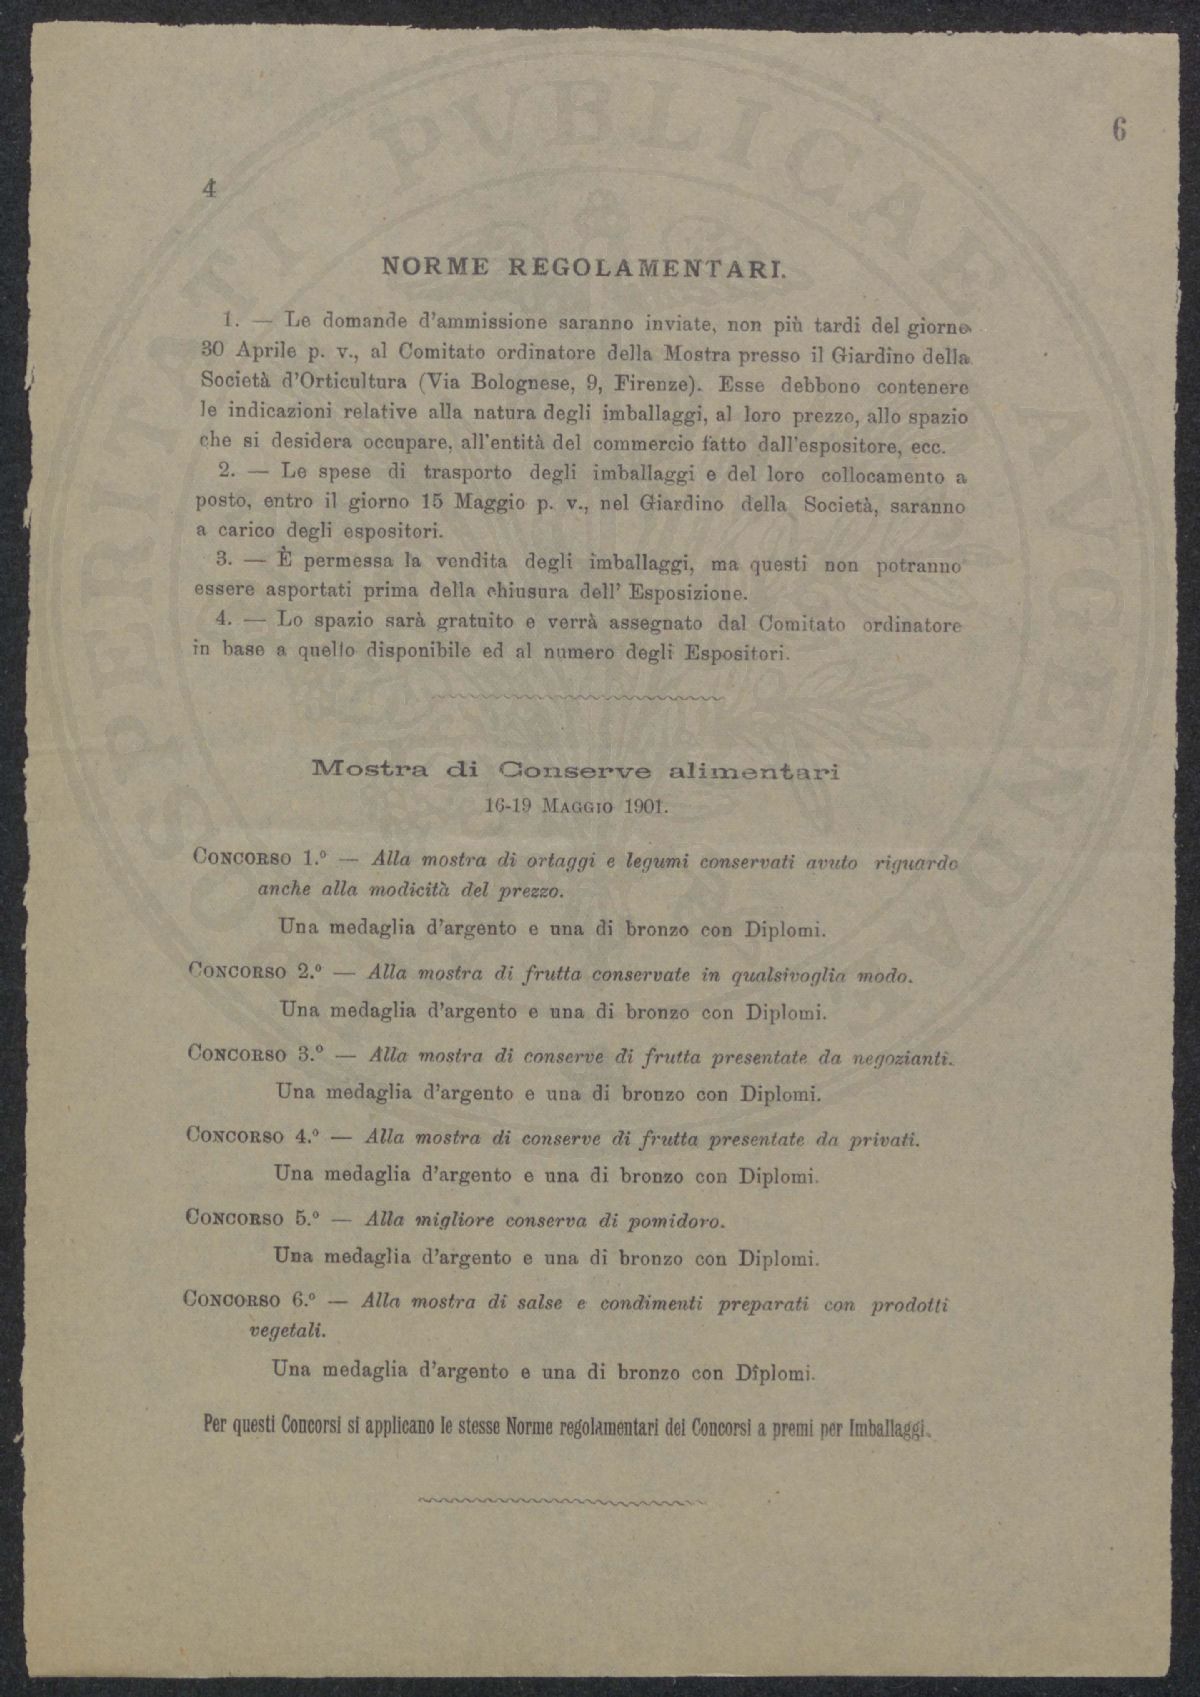 6
4
NORME REGOLAMENTARI.
1. — Le domande d'ammissione saranno inviate, non più tardi del giorno
30 Aprile p. v., al Comitato ordinatore della Mostra presso il Giardino della
Società d'Orticultura (Via Bolognese, 9, Firenze). Esse debbono contenere
le indicazioni relative alla natura degli imballaggi, al loro prezzo, allo spazio
che si desidera occupare, all'entità del commercio fatto dall'espositore, ecc.
2. — Le spese di trasporto degli imballaggi e del loro collocamento a
posto, entro il giorno 15 Maggio p. v., nel Giardino della Società, saranno
a carico degli espositori.
3. — È permessa la vendita degli imballaggi, ma questi non potranno
essere asportati prima della chiusura dell' Esposizione.
4. — Lo spazio sarà gratuito e verrà assegnato dal Comitato ordinatore
in base a quello disponibile ed al numero degli Espositori.
Mostra di Conserve alimentari
16-19 MAGGIO 1901.
CONCORSO 1.º — Alla mostra di ortaggi e legumi conservati avuto riguardo
anche alla modicità del prezzo.
Una medaglia d'argento e una di bronzo con Diplomi.
CONCORSO 2.º — Alla mostra di frutta conservate in qualsivoglia modo.
Una medaglia d'argento e una di bronzo con Diplomi.
CONCORSO 3.º — Alla mostra di conserve di frutta presentate da negozianti.
Una medaglia d'argento e una di bronzo con Diplomi.
CONCORSO 4.º — Alla mostra di conserve di frutta presentate da privati.
Una medaglia d'argento e una di bronzo con Diplomi.
CONCORSO 5.º — Alla migliore conserva di pomidoro.
Una medaglia d'argento e una di bronzo con Diplomi.
CONCORSO 6.º — Alla mostra di salse e condimenti preparati con prodotti
vegetali.
Una medaglia d'argento e una di bronzo con Diplomi.
Per questi Concorsi si applicano le stesse Norme regolamentari dei Concorsi a premi per Imballaggi.